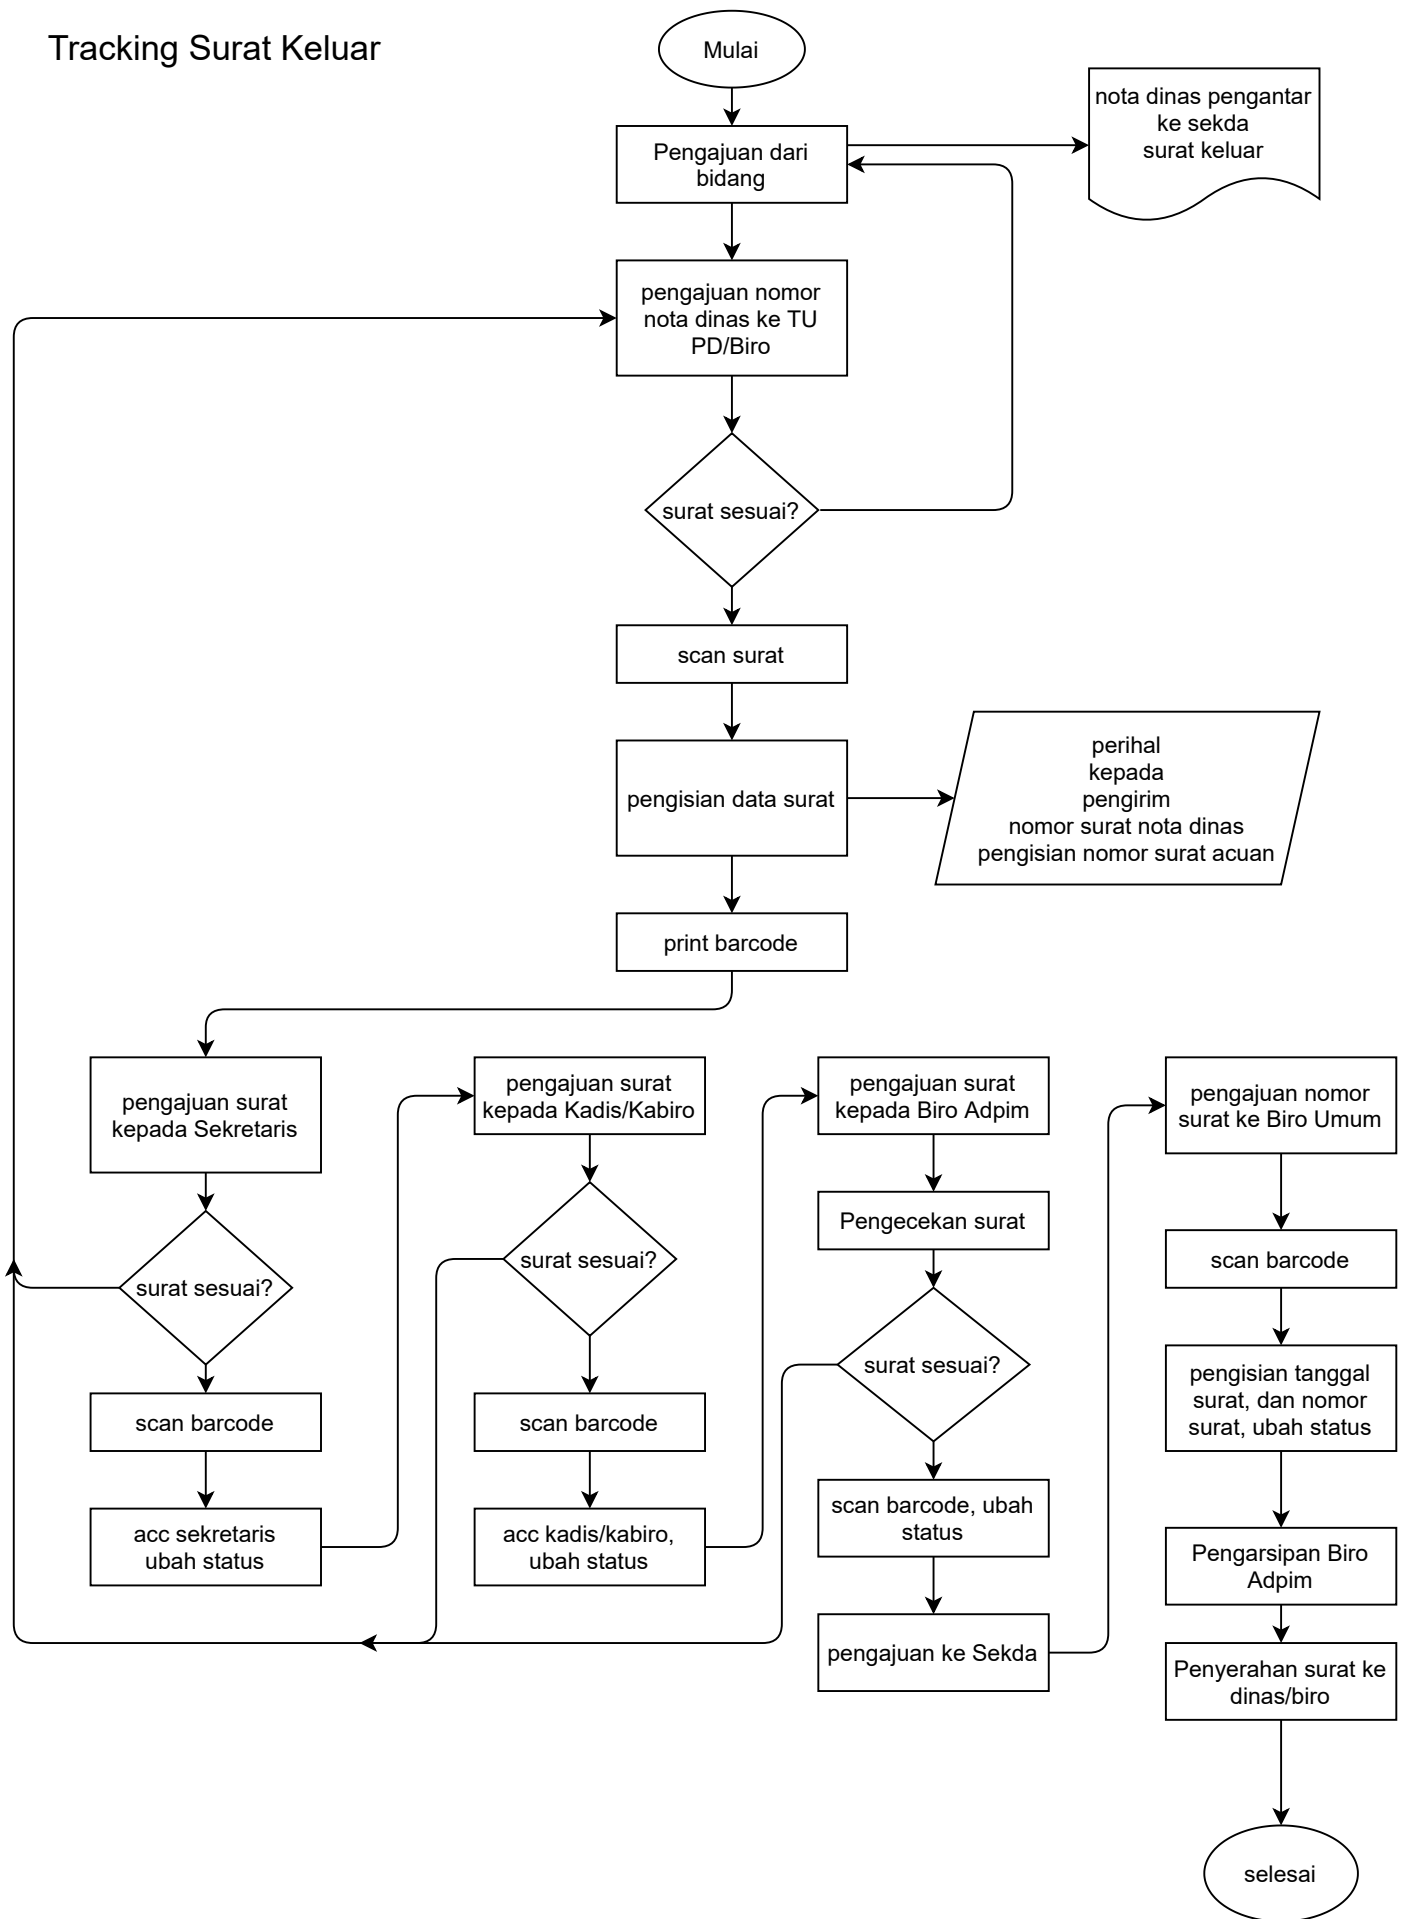 Tracking Surat Keluar
Mulai
nota dinas pengantar
ke sekda
surat keluar
Pengajuan dari
bidang
pengajuan nomor
nota dinas ke TU
PD/Biro
surat sesuai?
scan surat
pengisian data surat
perihal
kepada
pengirim
nomor surat nota dinas
pengisian nomor surat acuan
print barcode
pengajuan surat
kepada Sekretaris
surat sesuai?
scan barcode
acc sekretaris
ubah status
pengajuan surat
kepada Kadis/Kabiro
surat sesuai?
scan barcode
acc kadis/kabiro,
ubah status
pengajuan surat
kepada Biro Adpim
Pengecekan surat
surat sesuai?
scan barcode, ubah
status
pengajuan ke Sekda
pengajuan nomor
surat ke Biro Umum
scan barcode
pengisian tanggal
surat, dan nomor
surat, ubah status
Pengarsipan Biro
Adpim
Penyerahan surat ke
dinas/biro
selesai